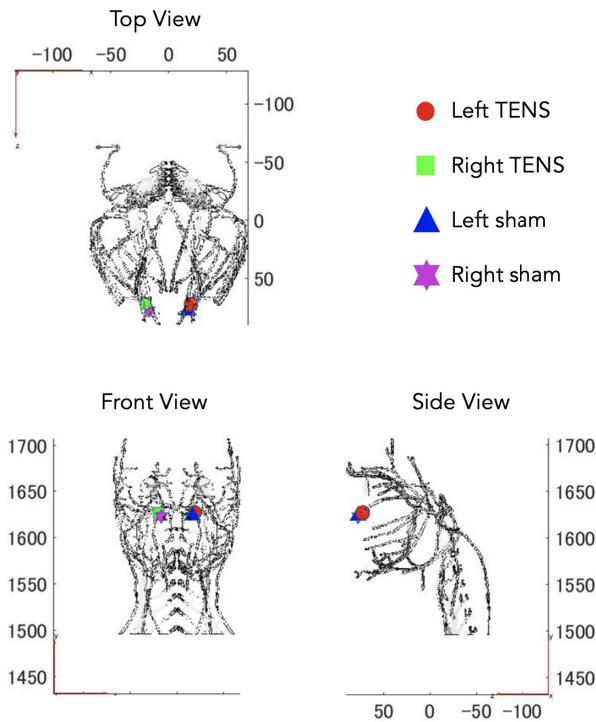 Top View
−100 −50 0 50
y x
z
−100
−50
0
50
Left TENS
Right TENS
Left sham
Right sham
Front View
1700
1650
1600
1550
1500
1450
y
Side View
1700
1650
1600
1550
1500
1450
y
z x
50 0 −50 −100